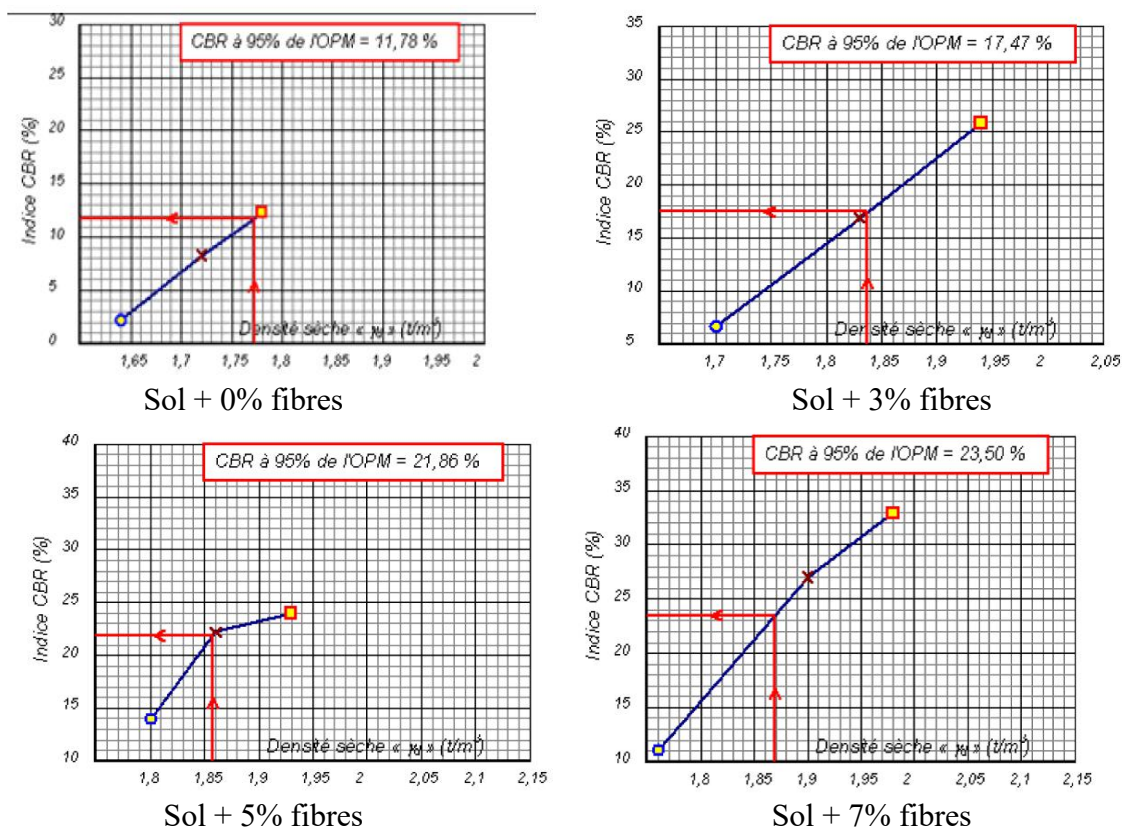 CBR à 95% de l'OPM = 11,78 %
Indice CBR (%)
30
25
20
15
10
5
0
Densité sèche « γd » (t/m³)
1,65 1,7 1,75 1,8 1,85 1,9 1,95 2
Sol + 0% fibres
CBR à 95% de l'OPM = 17,47 %
Indice CBR (%)
35
30
25
20
15
10
5
Densité sèche « γd » (t/m³)
1,7 1,75 1,8 1,85 1,9 1,95 2 2,05
Sol + 3% fibres
CBR à 95% de l'OPM = 21,86 %
Indice CBR (%)
40
35
30
25
20
15
10
Densité sèche « γd » (t/m³)
1,8 1,85 1,9 1,95 2 2,05 2,1 2,15
Sol + 5% fibres
CBR à 95% de l'OPM = 23,50 %
Indice CBR (%)
40
35
30
25
20
15
10
Densité sèche « γd » (t/m³)
1,8 1,85 1,9 1,95 2 2,05 2,1 2,15
Sol + 7% fibres